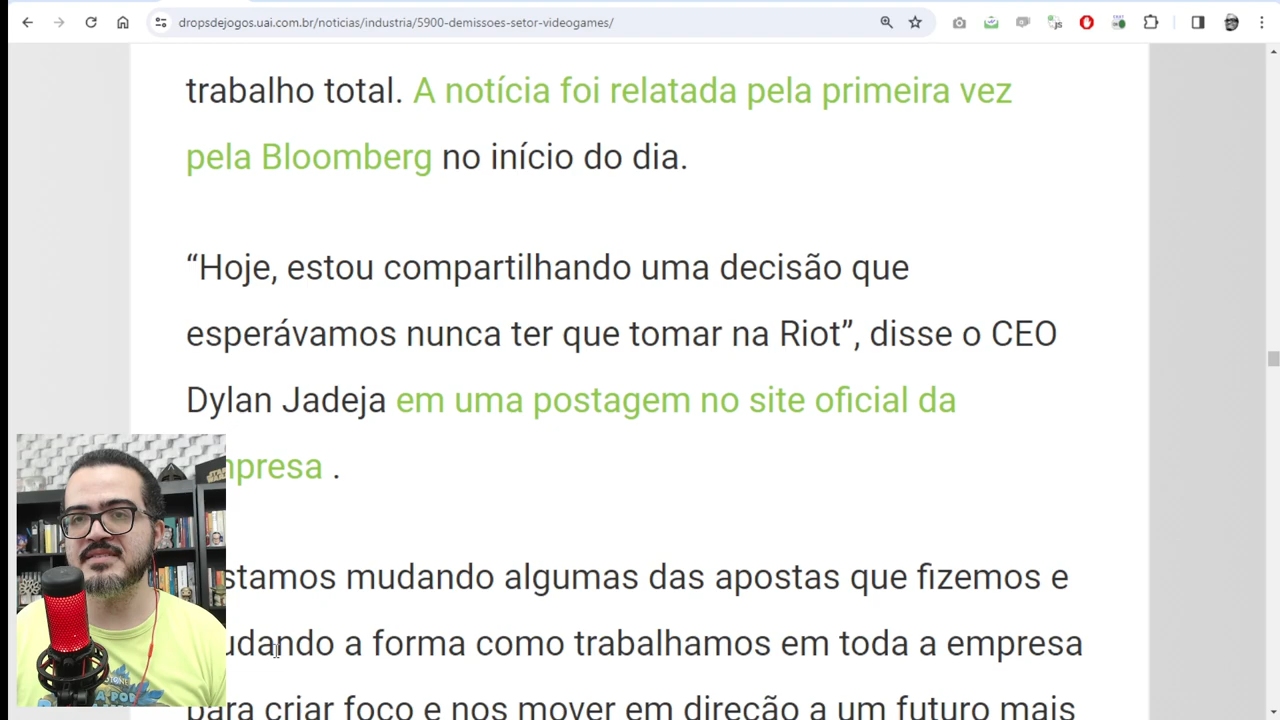 dropsdejogos.uai.com.br/noticias/industria/5900-demissoes-setor-videogames/
trabalho total. A notícia foi relatada pela primeira vez
pela Bloomberg no início do dia.
“Hoje, estou compartilhando uma decisão que
esperávamos nunca ter que tomar na Riot”, disse o CEO
Dylan Jadeja em uma postagem no site oficial da
mpresa .
stamos mudando algumas das apostas que fizemos e
udando a forma como trabalhamos em toda a empresa
para criar foco e nos mover em direção a um futuro mais